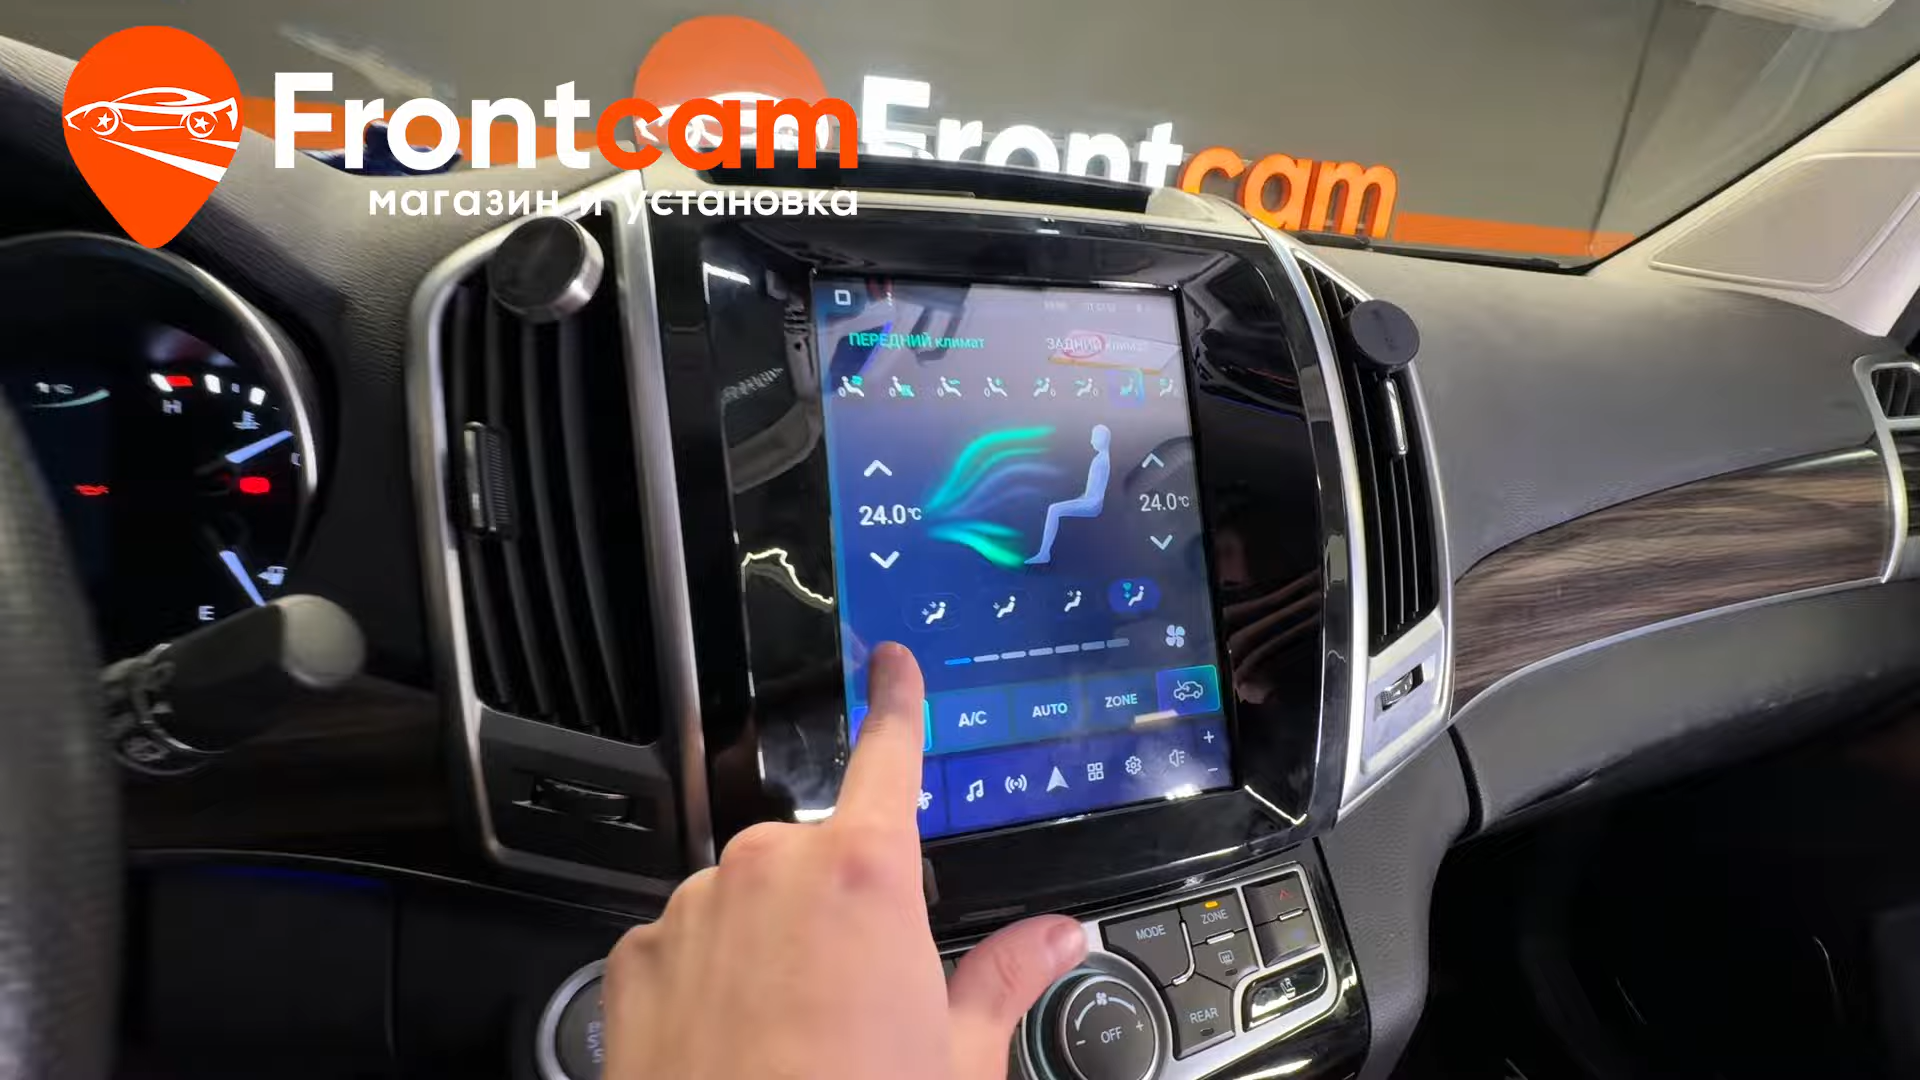 Frontcam
магазин и установка
Frontcam
ПЕРЕДНИЙ климат
ЗАДНИЙ климат
24.0°C
24.0°C
A/C
AUTO
ZONE
H
E
MODE
ZONE
REAR
OFF